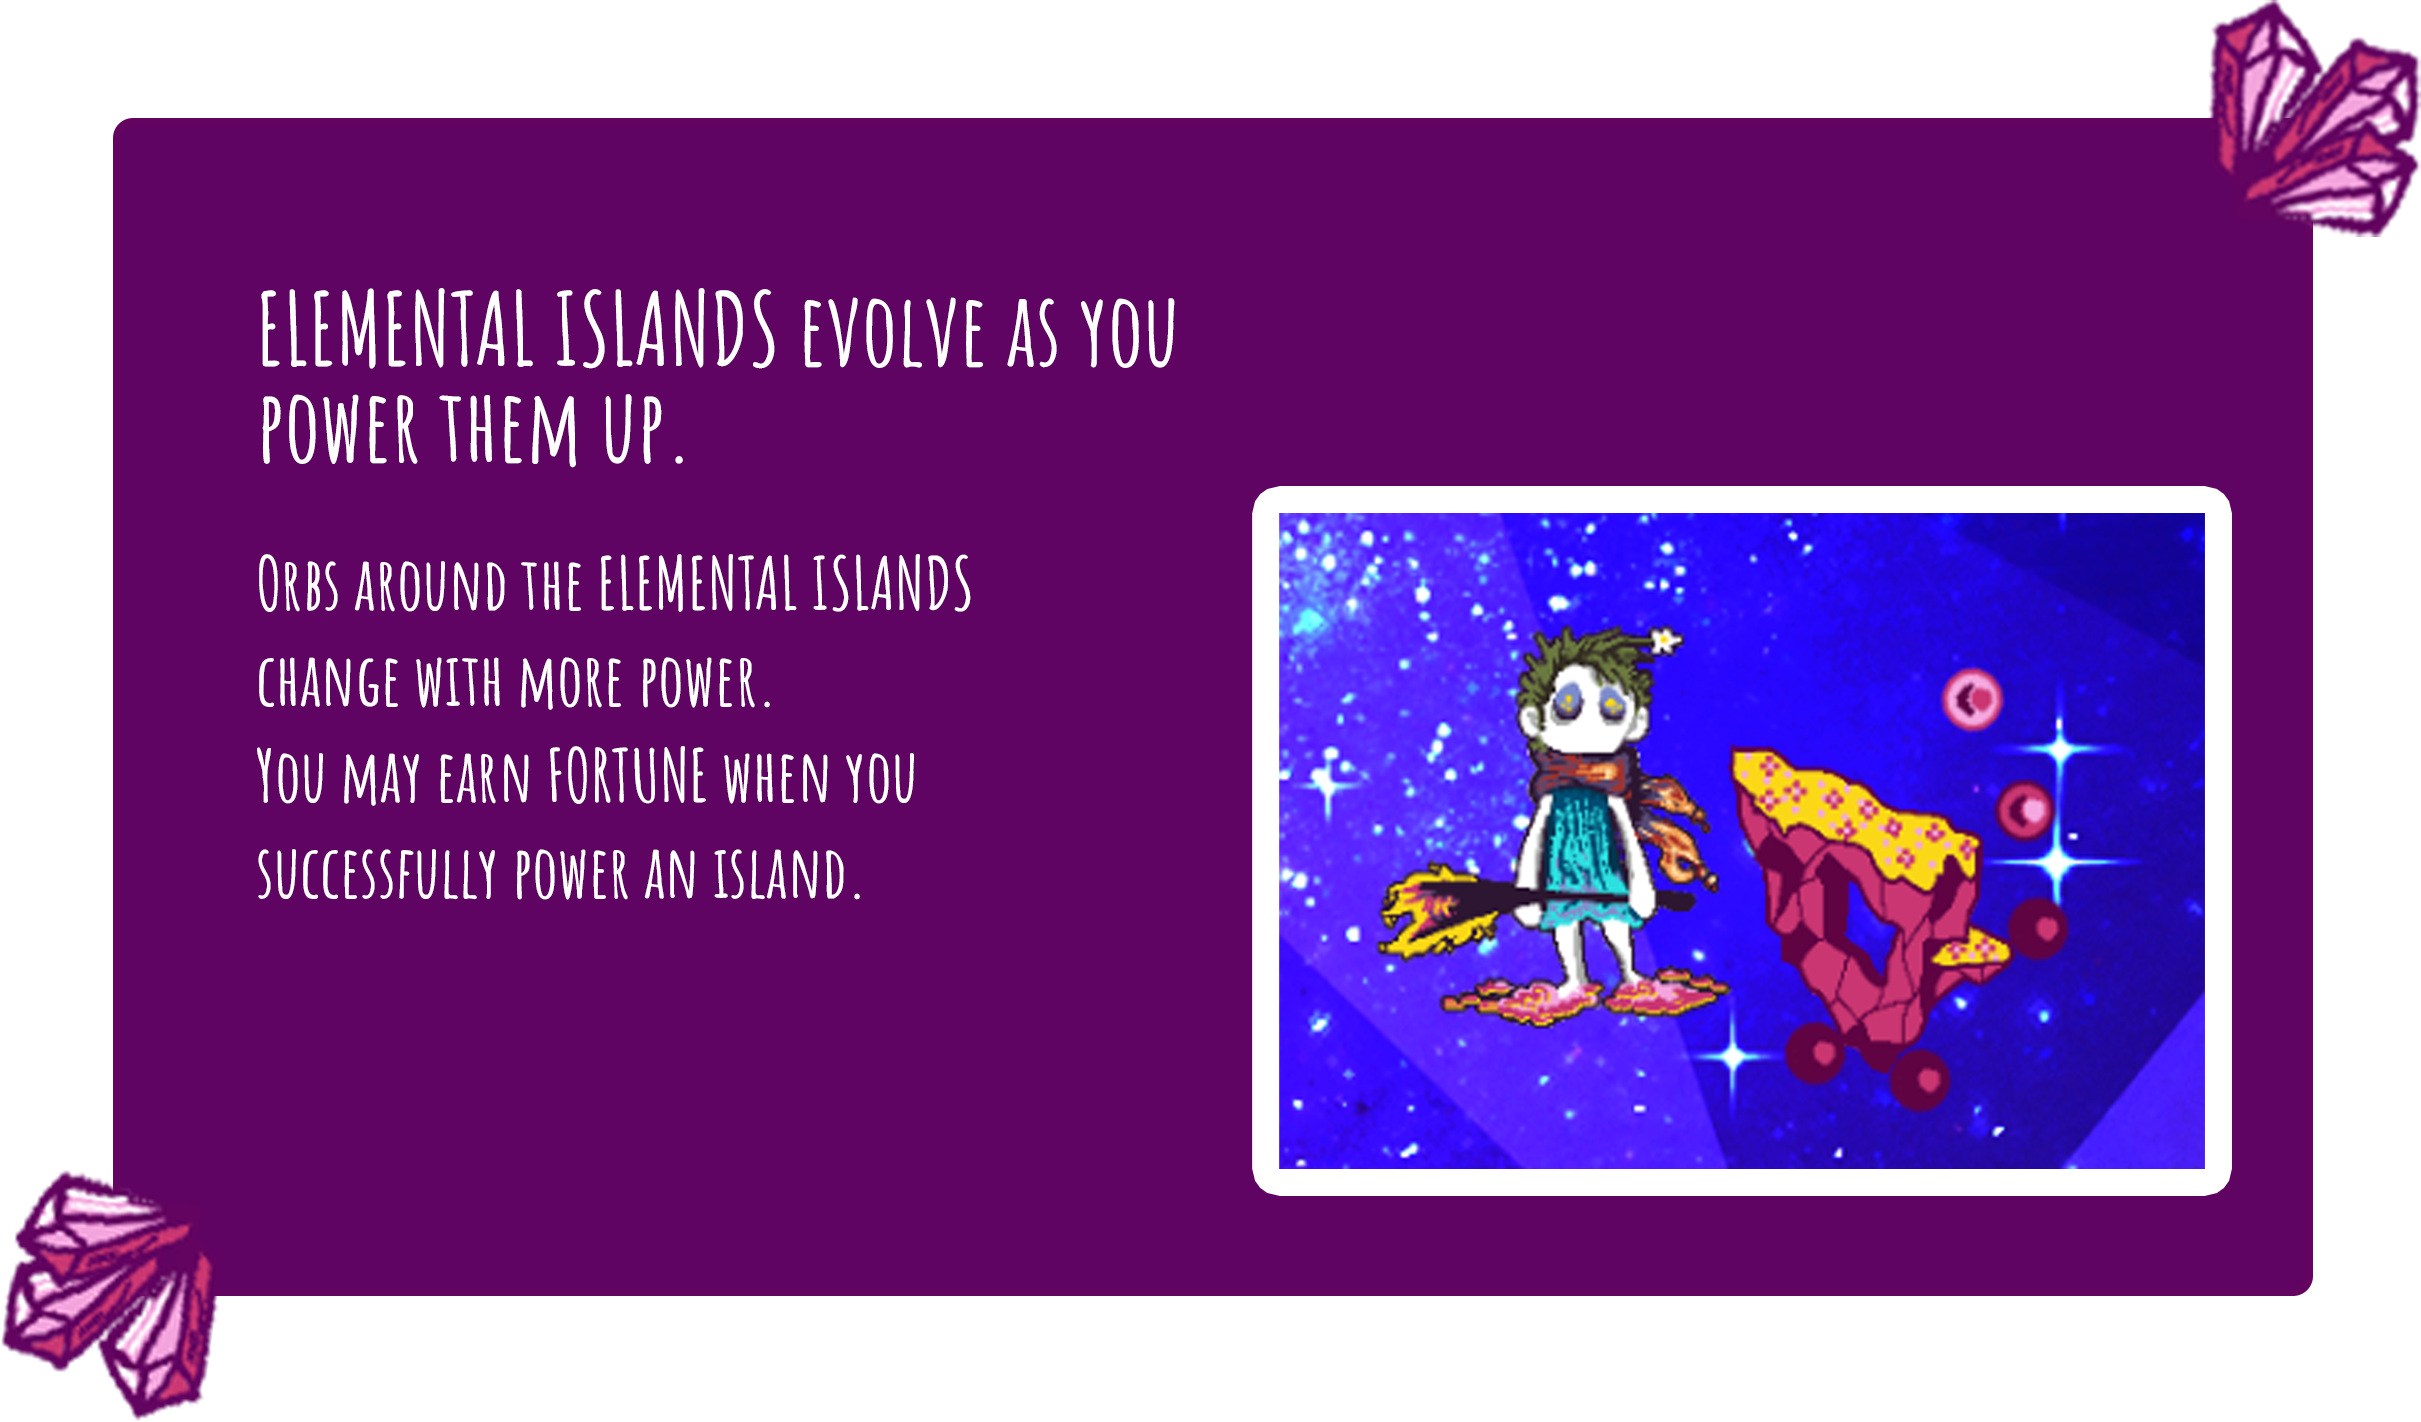 ELEMENTAL ISLANDS EVOLVE AS YOU
POWER THEM UP.
ORBS AROUND THE ELEMENTAL ISLANDS
CHANGE WITH MORE POWER.
YOU MAY EARN FORTUNE WHEN YOU
SUCCESSFULLY POWER AN ISLAND.